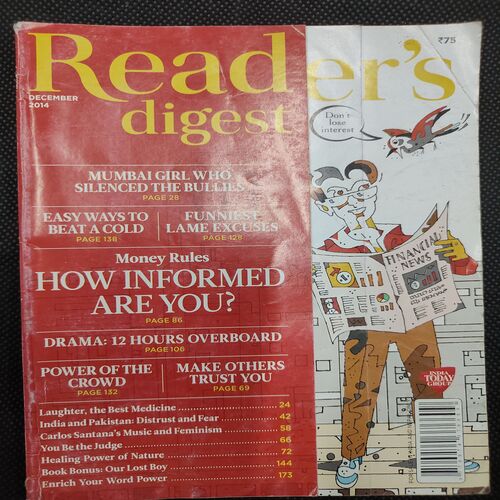 Reader's
digest
₹75
DECEMBER
2014
Don't
lose
interest
MUMBAI GIRL WHO
SILENCED THE BULLIES
PAGE 28
EASY WAYS TO
BEAT A COLD
PAGE 138
FUNNIEST
LAME EXCUSES
PAGE 128
Money Rules
HOW INFORMED
ARE YOU?
PAGE 86
DRAMA: 12 HOURS OVERBOARD
PAGE 106
POWER OF THE
CROWD
PAGE 132
MAKE OTHERS
TRUST YOU
PAGE 69
Laughter, the Best Medicine 24
India and Pakistan: Distrust and Fear 42
Carlos Santana's Music and Feminism 58
You Be the Judge 66
Healing Power of Nature 72
Book Bonus: Our Lost Boy 144
Enrich Your Word Power 173
FINANCIAL
NEWS
INDIA
TODAY
GROUP